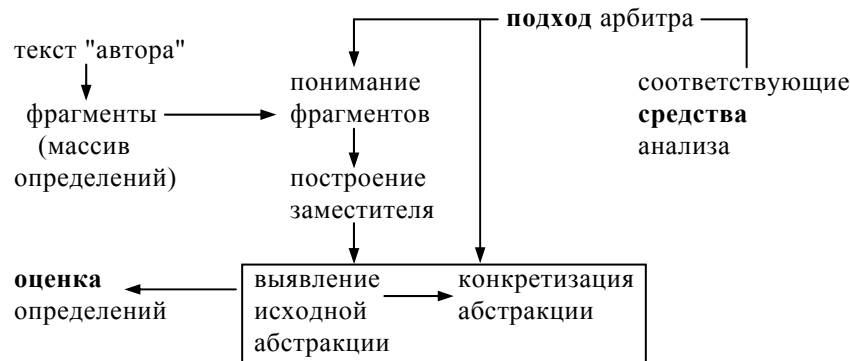 подход арбитра
текст "автора"
понимание
фрагментов
соответствующие
средства
анализа
фрагменты
(массив
определений)
построение
заместителя
оценка
определений
выявление
исходной
абстракции
конкретизация
абстракции